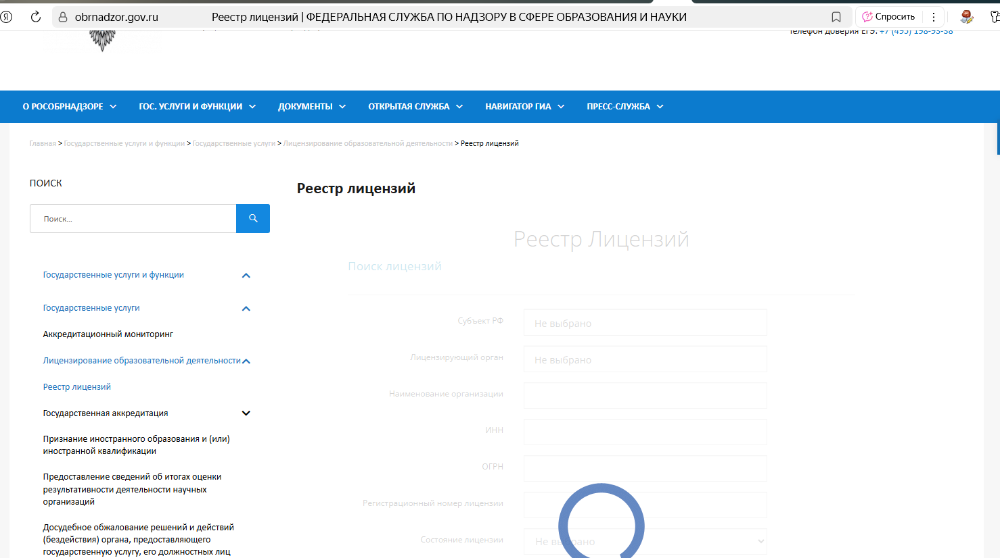 obrnadzor.gov.ru
Реестр лицензий | ФЕДЕРАЛЬНАЯ СЛУЖБА ПО НАДЗОРУ В СФЕРЕ ОБРАЗОВАНИЯ И НАУКИ
Спросить
Телефон доверия ЕГЭ: +7 (495) 198-93-38
О РОСОБРНАДЗОРЕ
ГОС. УСЛУГИ И ФУНКЦИИ
ДОКУМЕНТЫ
ОТКРЫТАЯ СЛУЖБА
НАВИГАТОР ГИА
ПРЕСС-СЛУЖБА
Главная > Государственные услуги и функции > Государственные услуги > Лицензирование образовательной деятельности > Реестр лицензий
ПОИСК
Поиск...
Государственные услуги и функции
Государственные услуги
Аккредитационный мониторинг
Лицензирование образовательной деятельности
Реестр лицензий
Государственная аккредитация
Признание иностранного образования и (или)
иностранной квалификации
Предоставление сведений об итогах оценки
результативности деятельности научных
организаций
Досудебное обжалование решений и действий
(бездействия) органа, предоставляющего
государственную услугу, его должностных лиц
Реестр лицензий
Реестр Лицензий
Поиск лицензий
Субъект РФ
Не выбрано
Лицензирующий орган
Не выбрано
Наименование организации
ИНН
ОГРН
Регистрационный номер лицензии
Состояние лицензии
Не выбрано